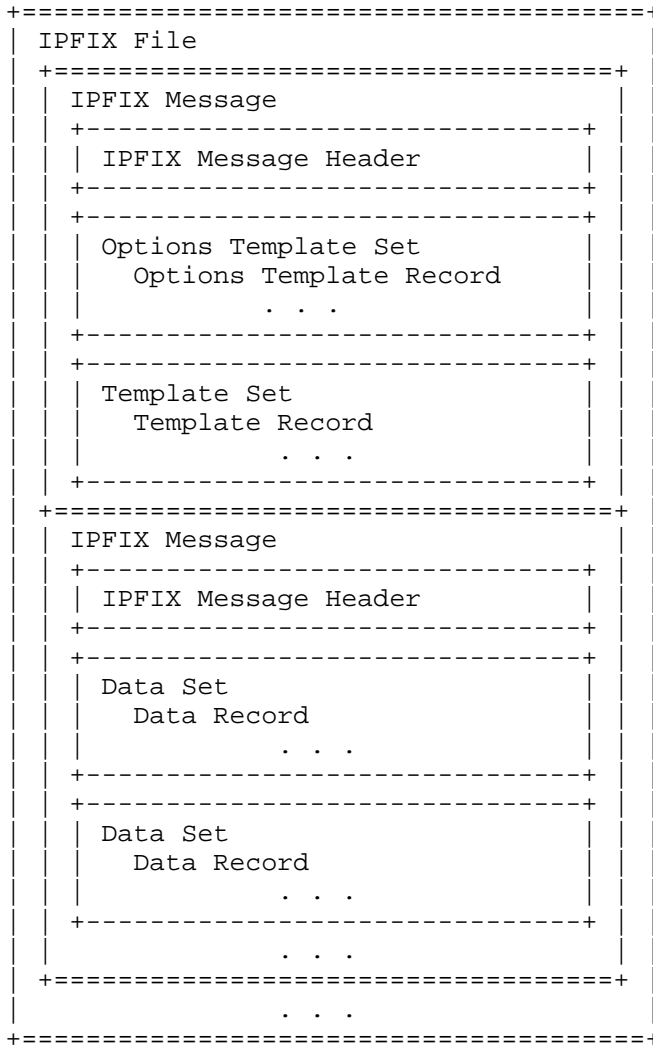 IPFIX File
IPFIX Message
IPFIX Message Header
Options Template Set
Options Template Record
. . .
Template Set
Template Record
. . .
IPFIX Message
IPFIX Message Header
Data Set
Data Record
. . .
Data Set
Data Record
. . .
. . .
. . .